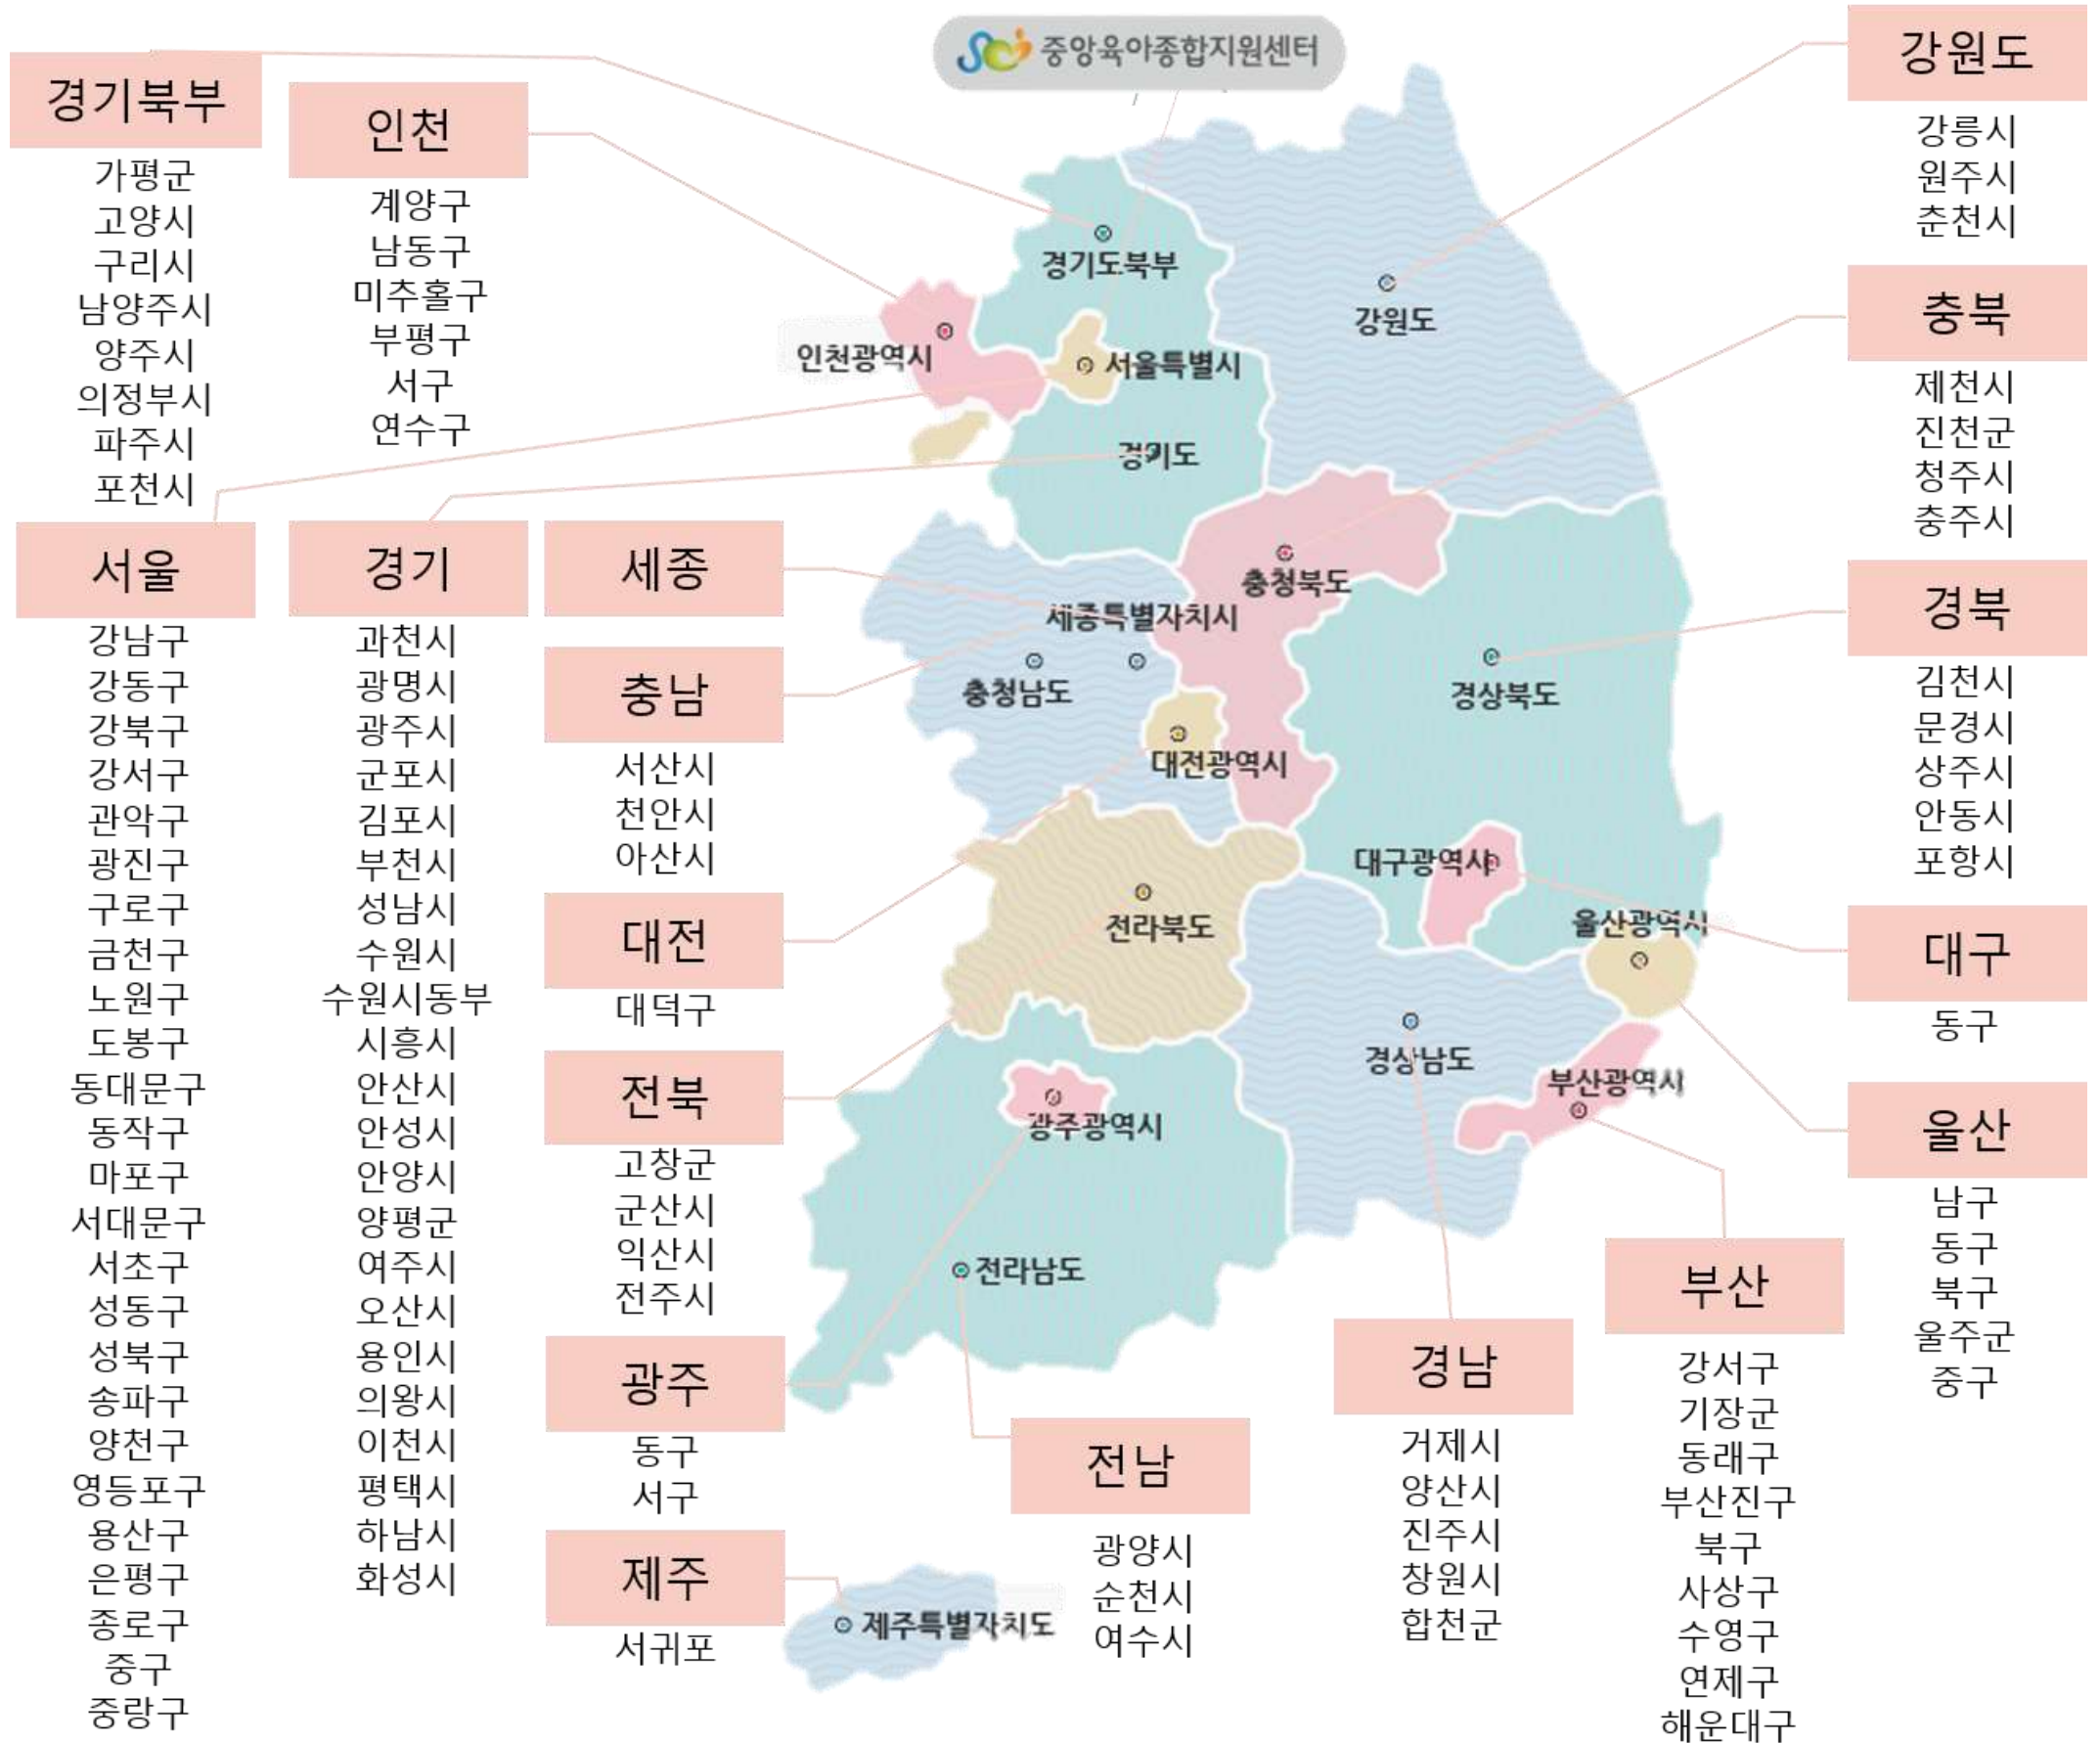 중앙육아종합지원센터
경기북부
가평군
고양시
구리시
남양주시
양주시
의정부시
파주시
포천시
인천
계양구
남동구
미추홀구
부평구
서구
연수구
서울
강남구
강동구
강북구
강서구
관악구
광진구
구로구
금천구
노원구
도봉구
동대문구
동작구
마포구
서대문구
서초구
성동구
성북구
송파구
양천구
영등포구
용산구
은평구
종로구
중구
중랑구
경기
과천시
광명시
광주시
군포시
김포시
부천시
성남시
수원시
수원시동부
시흥시
안산시
안성시
안양시
양평군
여주시
오산시
용인시
의왕시
이천시
평택시
하남시
화성시
세종
충남
서산시
천안시
아산시
대전
대덕구
전북
고창군
군산시
익산시
전주시
광주
동구
서구
제주
서귀포
경기도북부
강원도
인천광역시
서울특별시
경기도
충청북도
세종특별자치시
충청남도
경상북도
대전광역시
대구광역시
전라북도
울산광역시
경상남도
부산광역시
광주광역시
전라남도
제주특별자치도
전남
광양시
순천시
여수시
경남
거제시
양산시
진주시
창원시
합천군
부산
강서구
기장군
동래구
부산진구
북구
사상구
수영구
연제구
해운대구
강원도
강릉시
원주시
춘천시
충북
제천시
진천군
청주시
충주시
경북
김천시
문경시
상주시
안동시
포항시
대구
동구
울산
남구
동구
북구
울주군
중구